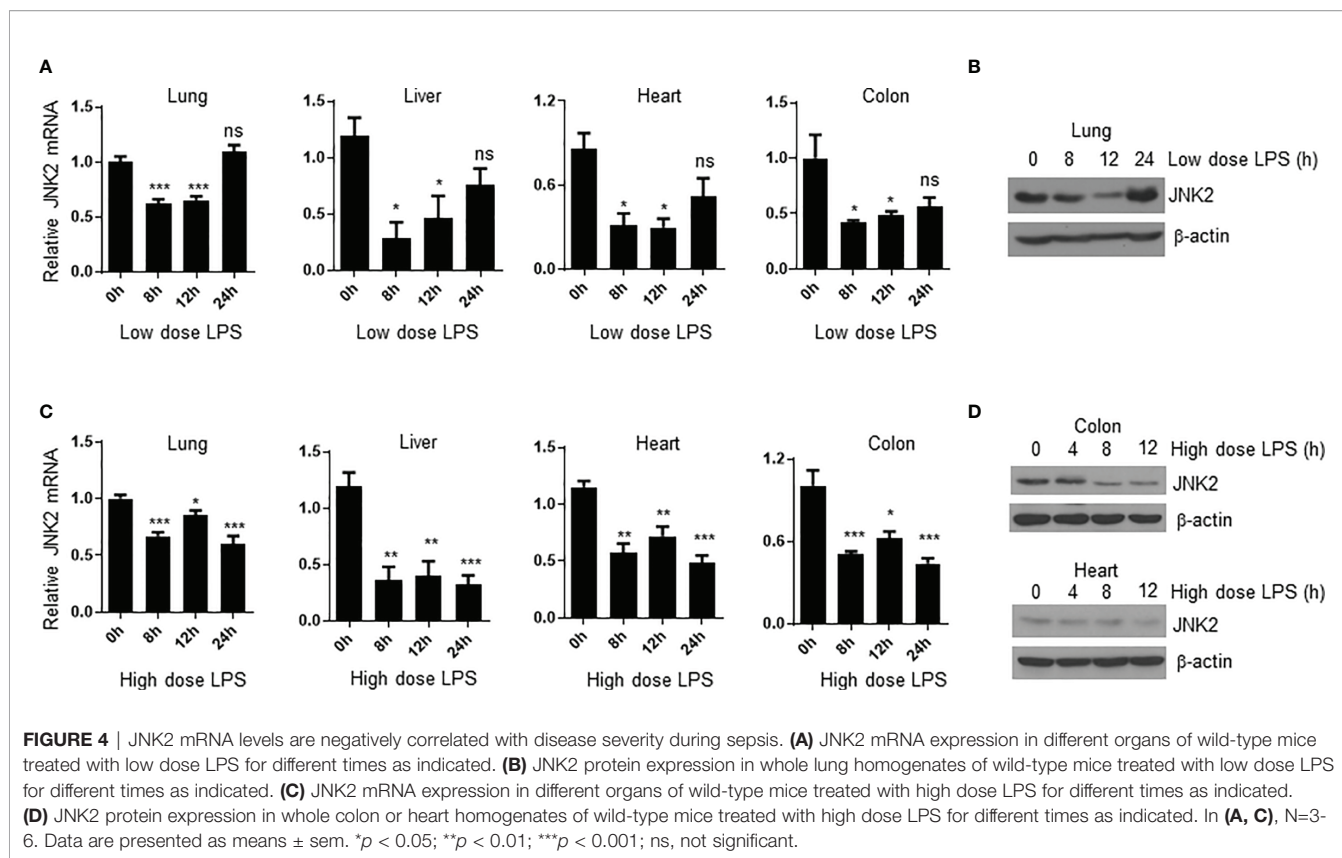 A
Lung
Relative JNK2 mRNA
1.5
1.0
0.5
0.0
***
***
ns
0h
8h
12h
24h
Low dose LPS
Liver
1.5
1.0
0.5
0.0
*
*
ns
0h
8h
12h
24h
Low dose LPS
Heart
1.2
0.6
0.0
*
*
ns
0h
8h
12h
24h
Low dose LPS
Colon
1.5
1.0
0.5
0.0
*
*
ns
0h
8h
12h
24h
Low dose LPS
B
Lung
0 8 12 24 Low dose LPS (h)
JNK2
β-actin
C
Lung
Relative JNK2 mRNA
1.5
1.0
0.5
0.0
***
*
***
0h
8h
12h
24h
High dose LPS
Liver
1.5
1.0
0.5
0.0
**
**
***
0h
8h
12h
24h
High dose LPS
Heart
1.5
1.0
0.5
0.0
**
**
***
0h
8h
12h
24h
High dose LPS
Colon
1.2
0.6
0.0
***
*
***
0h
8h
12h
24h
High dose LPS
D
Colon
0 4 8 12 High dose LPS (h)
JNK2
β-actin
Heart
0 4 8 12 High dose LPS (h)
JNK2
β-actin
FIGURE 4 | JNK2 mRNA levels are negatively correlated with disease severity during sepsis. (A) JNK2 mRNA expression in different organs of wild-type mice
treated with low dose LPS for different times as indicated. (B) JNK2 protein expression in whole lung homogenates of wild-type mice treated with low dose LPS
for different times as indicated. (C) JNK2 mRNA expression in different organs of wild-type mice treated with high dose LPS for different times as indicated.
(D) JNK2 protein expression in whole colon or heart homogenates of wild-type mice treated with high dose LPS for different times as indicated. In (A, C), N=3-
6. Data are presented as means ± sem. *p < 0.05; **p < 0.01; ***p < 0.001; ns, not significant.